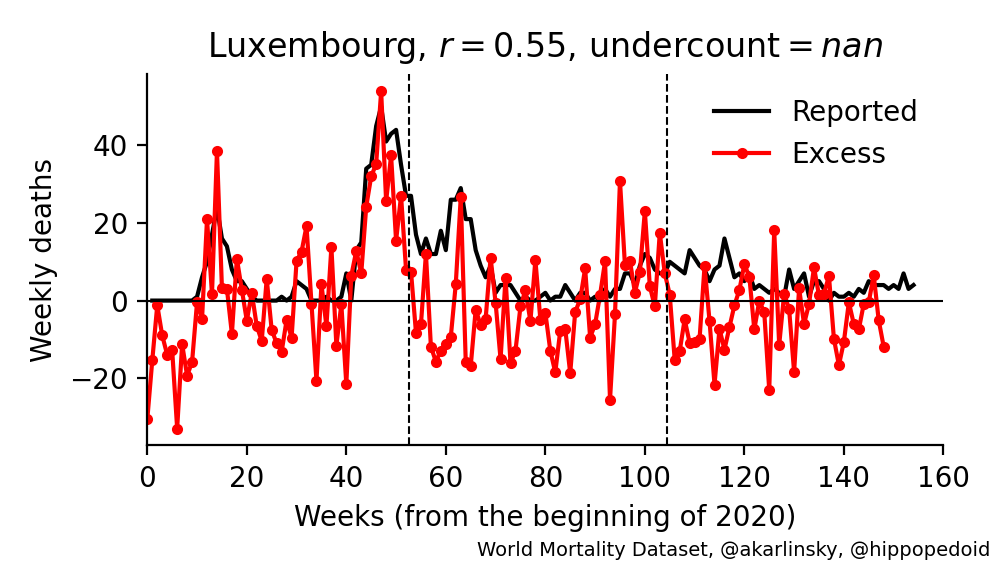 Luxembourg, r = 0.55, undercount = nan
Reported
Excess
Weekly deaths
40
20
0
−20
0 20 40 60 80 100 120 140 160
Weeks (from the beginning of 2020)
World Mortality Dataset, @akarlinsky, @hippopedoid